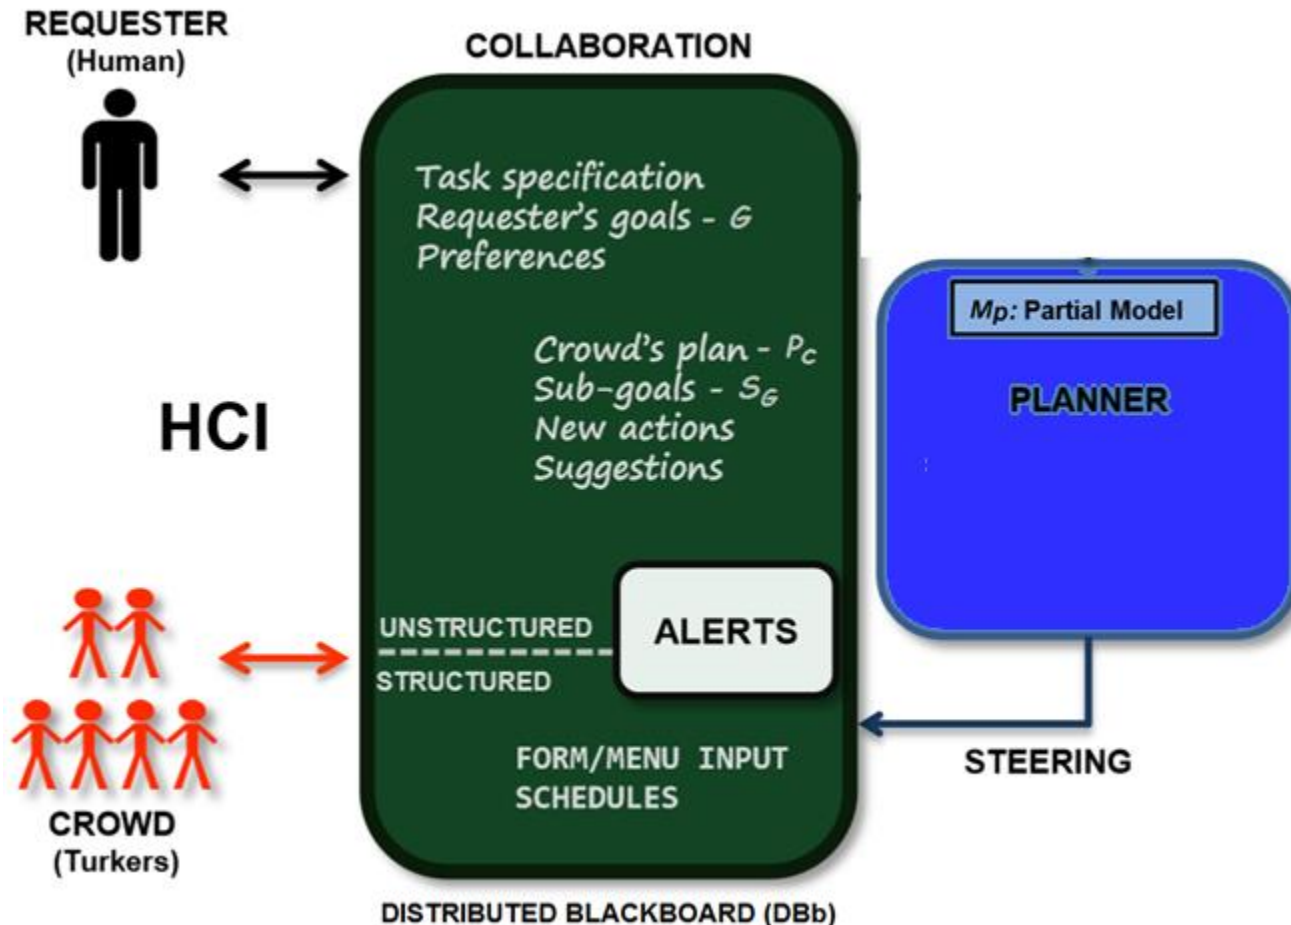 REQUESTER
(Human)
COLLABORATION
Task specification
Requester's goals - G
Preferences
Crowd's plan - PC
Sub-goals - SG
New actions
Suggestions
Mp: Partial Model
PLANNER
HCI
UNSTRUCTURED
STRUCTURED
ALERTS
FORM/MENU INPUT
SCHEDULES
STEERING
CROWD
(Turkers)
DISTRIBUTED BLACKBOARD (DBb)